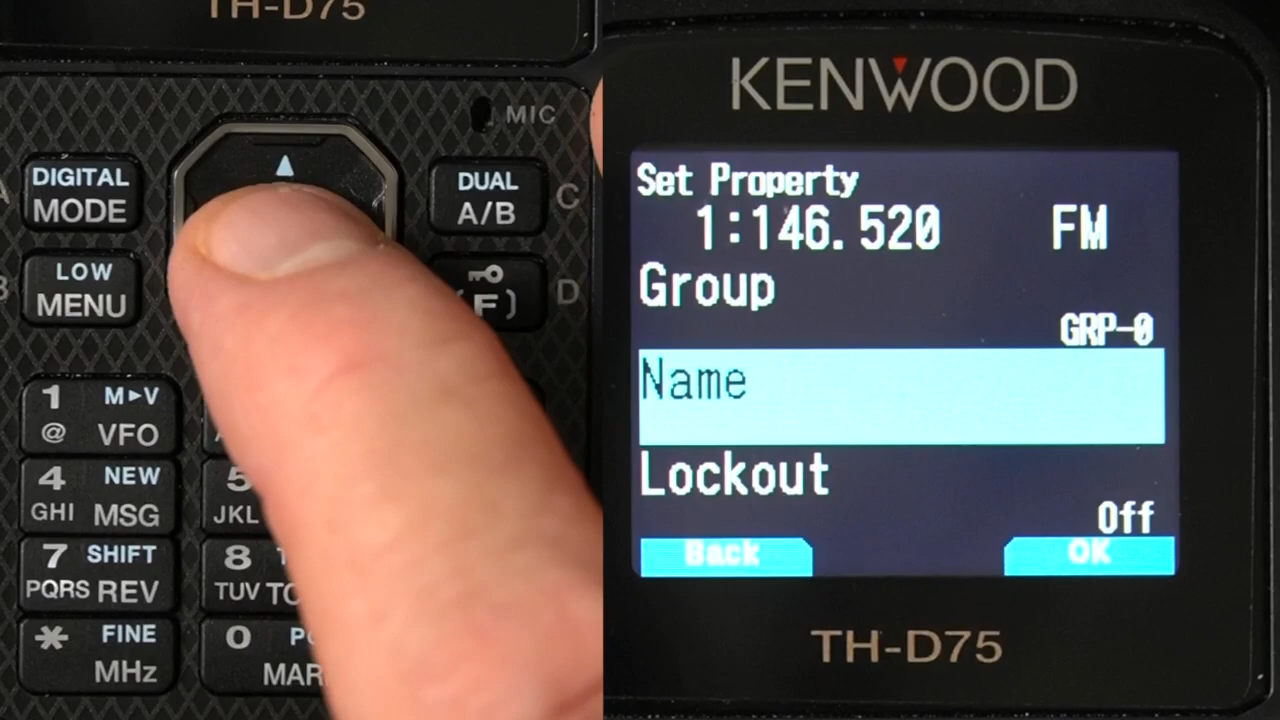 TH-D75
MIC
DIGITAL
MODE
DUAL
A/B
C
LOW
MENU
F
D
1 M►V
@ VFO
4 NEW
GHI MSG
5
JKL
7 SHIFT
PQRS REV
8
TUV
* FINE
MHz
0
KENWOOD
Set Property
1:146.520 FM
Group
GRP-0
Name
Lockout
Off
Back OK
TH-D75